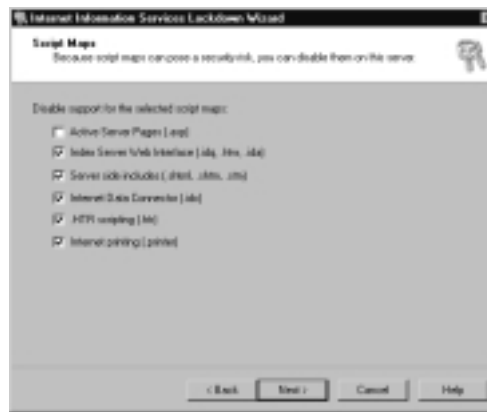 Internet Information Services Lockdown Wizard
Script Maps
Because script maps can pose a security risk, you can disable them on this server.
Disable support for the selected script maps:
Active Server Pages (.asp)
Index Server Web Interface (.idq, .htw, .ida)
Server side includes (.shtml, .shtm, .stm)
Internet Data Connector (.idc)
.HTR scripting (.htr)
Internet printing (.printer)
< Back
Next >
Cancel
Help